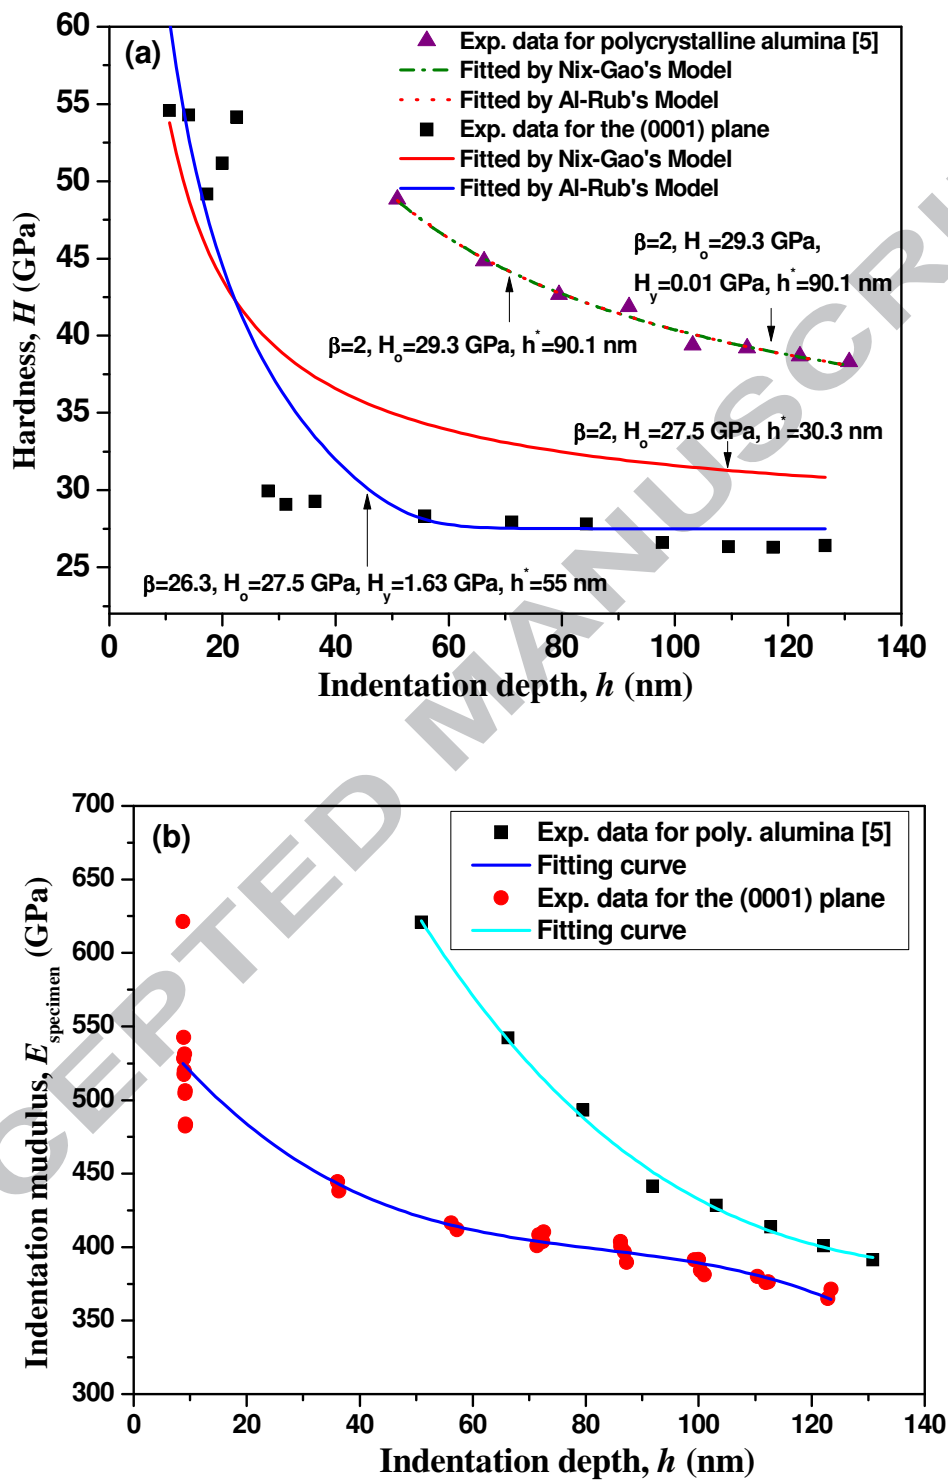 60
55
50
45
40
35
30
25
0
20
40
60
80
100
120
140
Hardness, H (GPa)
Indentation depth, h (nm)
(a)
Exp. data for polycrystalline alumina [5]
Fitted by Nix-Gao's Model
Fitted by Al-Rub's Model
Exp. data for the (0001) plane
Fitted by Nix-Gao's Model
Fitted by Al-Rub's Model
β=2, Ho=29.3 GPa,
Hy=0.01 GPa, h*=90.1 nm
β=2, Ho=29.3 GPa, h*=90.1 nm
β=2, Ho=27.5 GPa, h*=30.3 nm
β=26.3, Ho=27.5 GPa, Hy=1.63 GPa, h*=55 nm
700
650
600
550
500
450
400
350
300
0
20
40
60
80
100
120
140
Indentation mudulus, Especimen (GPa)
Indentation depth, h (nm)
(b)
Exp. data for poly. alumina [5]
Fitting curve
Exp. data for the (0001) plane
Fitting curve
CEPTED MANUSCRI